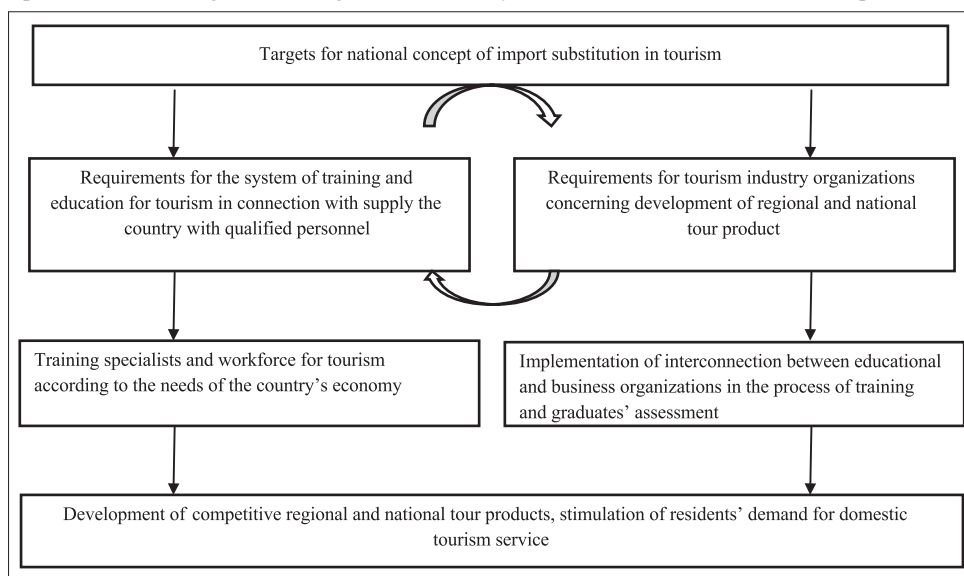 Targets for national concept of import substitution in tourism
Requirements for the system of training and
education for tourism in connection with supply the
country with qualified personnel
Requirements for tourism industry organizations
concerning development of regional and national
tour product
Training specialists and workforce for tourism
according to the needs of the country's economy
Implementation of interconnection between educational
and business organizations in the process of training
and graduates' assessment
Development of competitive regional and national tour products, stimulation of residents' demand for domestic
tourism service